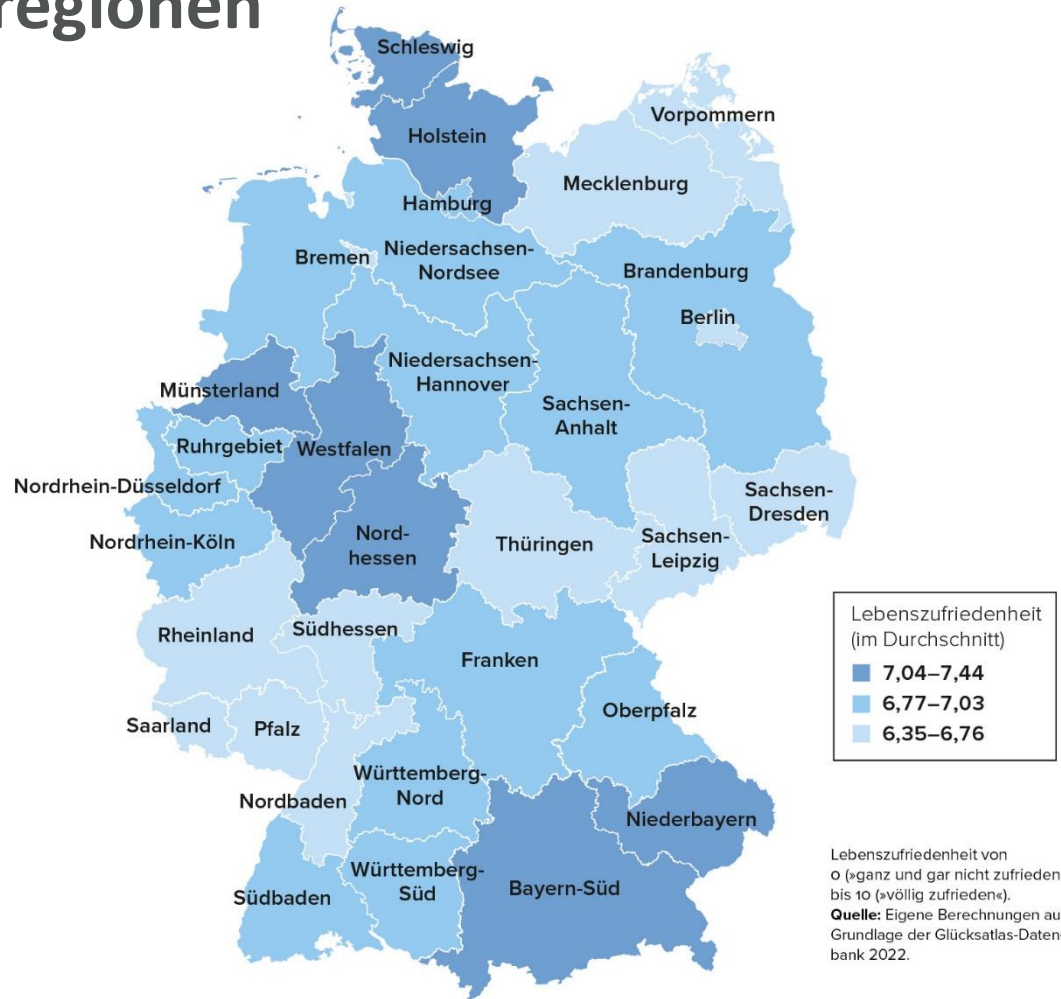 regionen
Schleswig
Holstein
Vorpommern
Mecklenburg
Hamburg
Niedersachsen-
Nordsee
Bremen
Brandenburg
Berlin
Niedersachsen-
Hannover
Münsterland
Sachsen-
Anhalt
Ruhrgebiet
Westfalen
Nordrhein-Düsseldorf
Sachsen-
Dresden
Nordrhein-Köln
Nord-
hessen
Thüringen
Sachsen-
Leipzig
Rheinland
Südhessen
Franken
Saarland
Pfalz
Oberpfalz
Württemberg-
Nord
Nordbaden
Niederbayern
Württemberg-
Süd
Südbaden
Bayern-Süd
Lebenszufriedenheit
(im Durchschnitt)
7,04–7,44
6,77–7,03
6,35–6,76
Lebenszufriedenheit von
0 (»ganz und gar nicht zufrieden
bis 10 (»völlig zufrieden«).
Quelle: Eigene Berechnungen au
Grundlage der Glücksatlas-Daten
bank 2022.